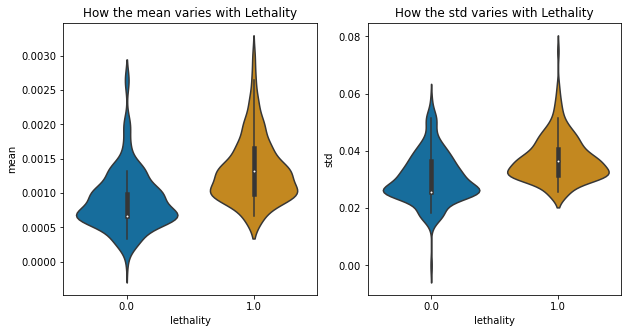 How the mean varies with Lethality
mean
0.0030
0.0025
0.0020
0.0015
0.0010
0.0005
0.0000
0.0
1.0
lethality
How the std varies with Lethality
std
0.08
0.06
0.04
0.02
0.00
0.0
1.0
lethality